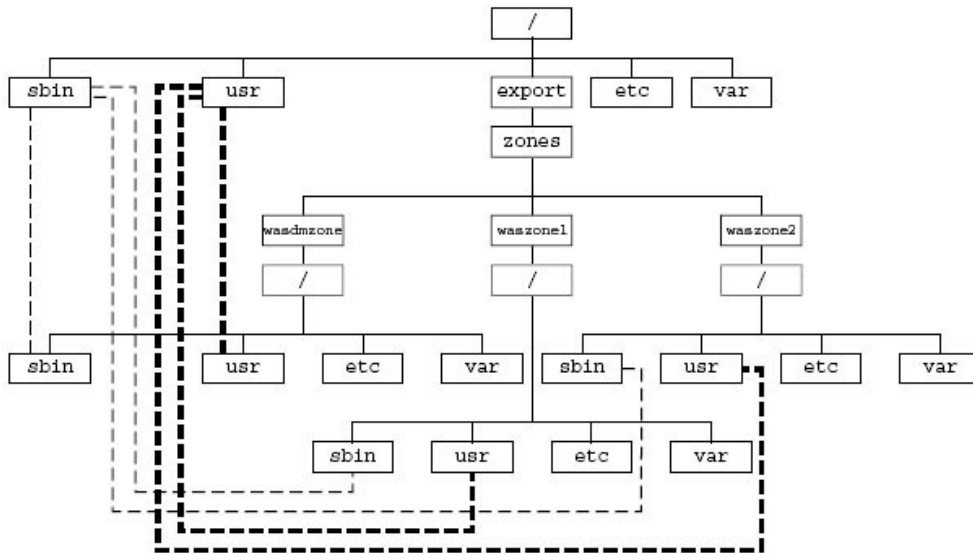 /
sbin usr export etc var
zones
wasdmzone waszone1 waszone2
/ / /
sbin usr etc var sbin usr etc var
sbin usr etc var